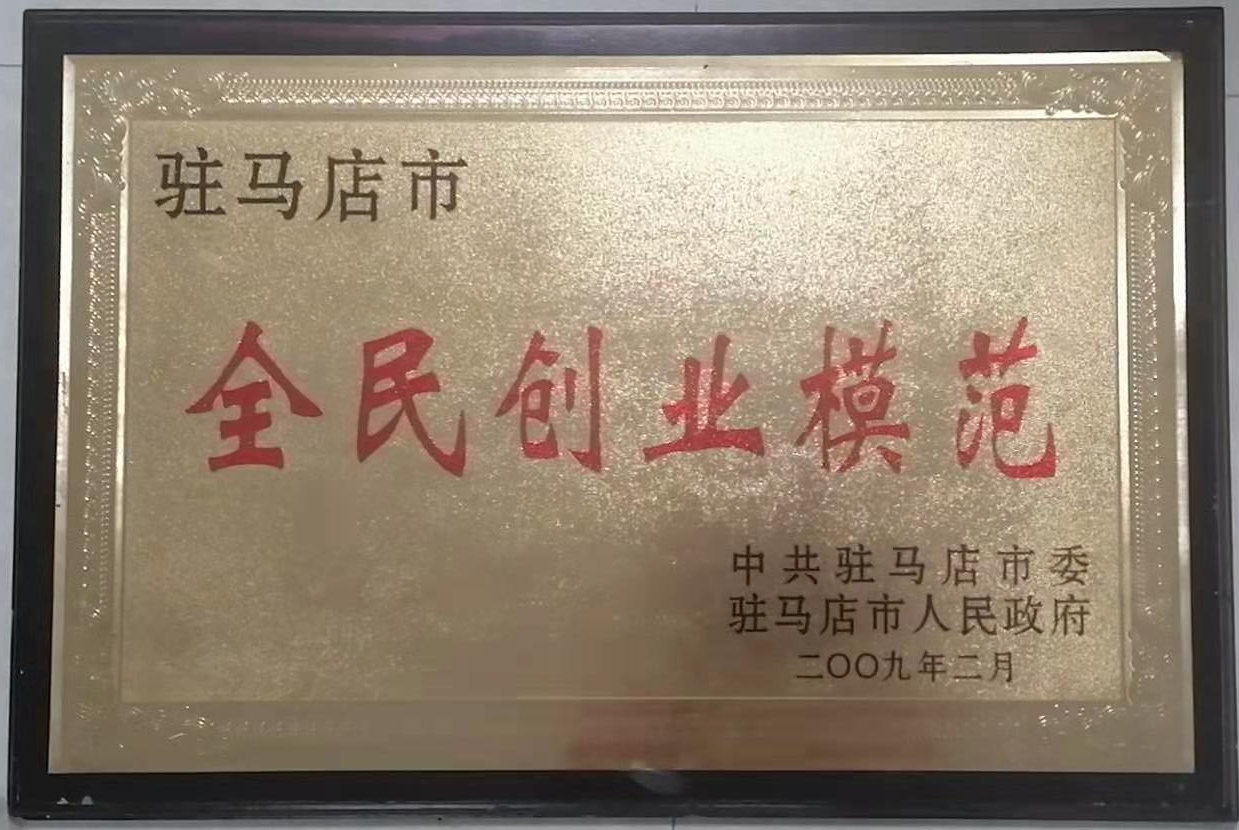 驻马店市
全民创业模范
中共驻马店市委
驻马店市人民政府
二〇〇九年二月